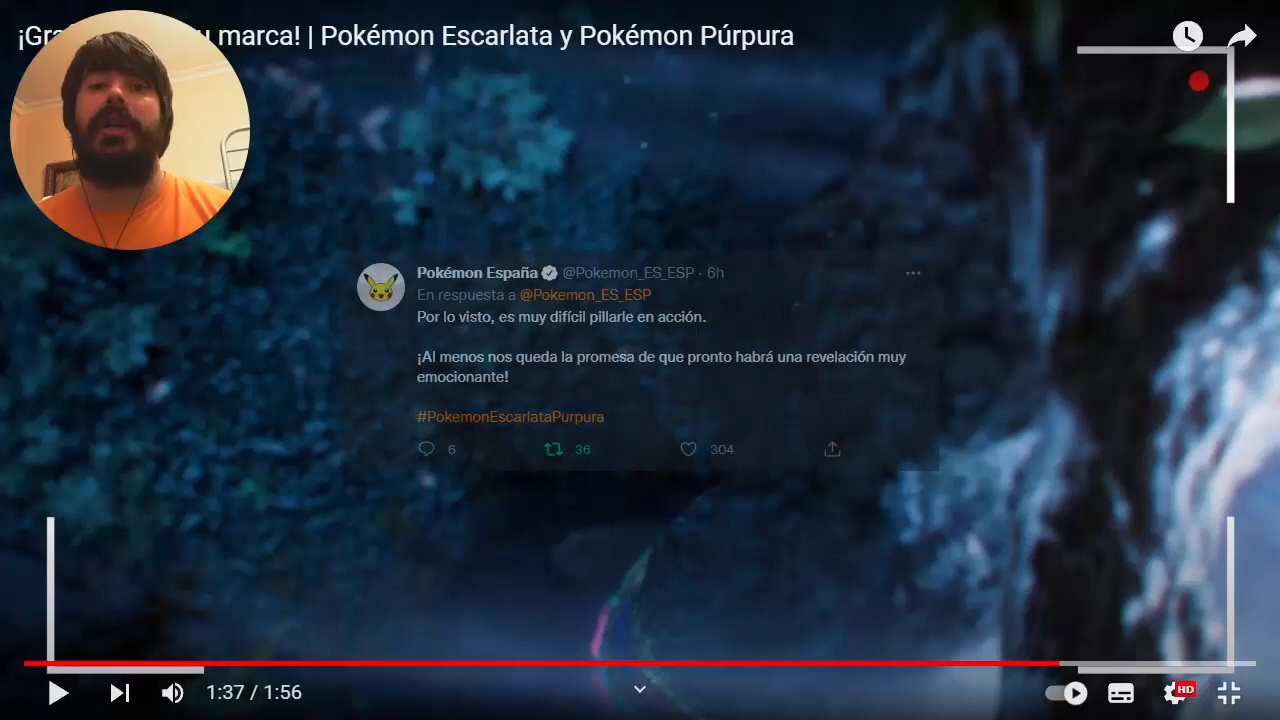 ¡Gra u marca! | Pokémon Escarlata y Pokémon Púrpura
Pokémon España @Pokemon_ES_ESP · 6h
En respuesta a @Pokemon_ES_ESP
Por lo visto, es muy difícil pillarle en acción.
¡Al menos nos queda la promesa de que pronto habrá una revelación muy
emocionante!
#PokemonEscarlataPurpura
6 36 304
1:37 / 1:56
HD